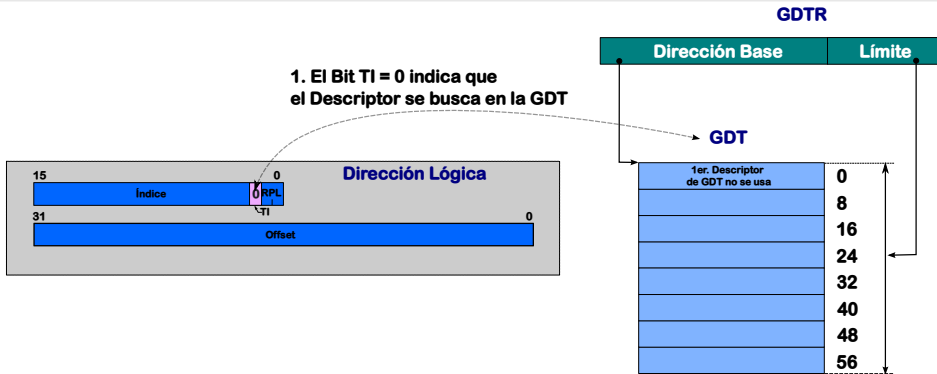 GDTR
Dirección Base
Límite
1. El Bit TI = 0 indica que
el Descriptor se busca en la GDT
GDT
Dirección Lógica
15
0
Índice
0
RPL
TI
31
0
Offset
1er. Descriptor
de GDT no se usa
0
8
16
24
32
40
48
56